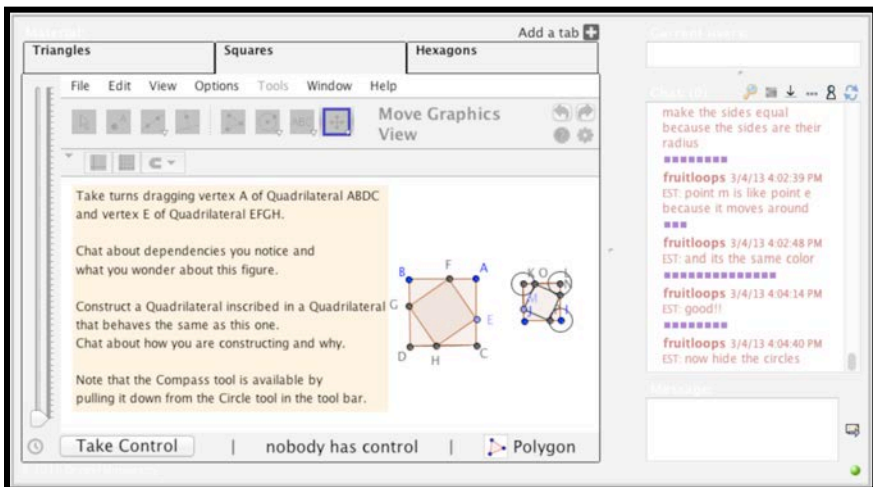 Add a tab
Triangles
Squares
Hexagons
File Edit View Options Tools Window Help
ABC
Move Graphics
View
Take turns dragging vertex A of Quadrilateral ABDC
and vertex E of Quadrilateral EFGH.
Chat about dependencies you notice and
what you wonder about this figure.
Construct a Quadrilateral inscribed in a Quadrilateral
that behaves the same as this one.
Chat about how you are constructing and why.
Note that the Compass tool is available by
pulling it down from the Circle tool in the tool bar.
B F A
G E
D H C
K O L
N
M
J I
Take Control | nobody has control | Polygon
Current Users:
Chat
make the sides equal
because the sides are their
radius
fruitloops 3/4/13 4:02:39 PM
EST: point m is like point e
because it moves around
fruitloops 3/4/13 4:02:48 PM
EST: and its the same color
fruitloops 3/4/13 4:04:14 PM
EST: good!!
fruitloops 3/4/13 4:04:40 PM
EST: now hide the circles
Message: